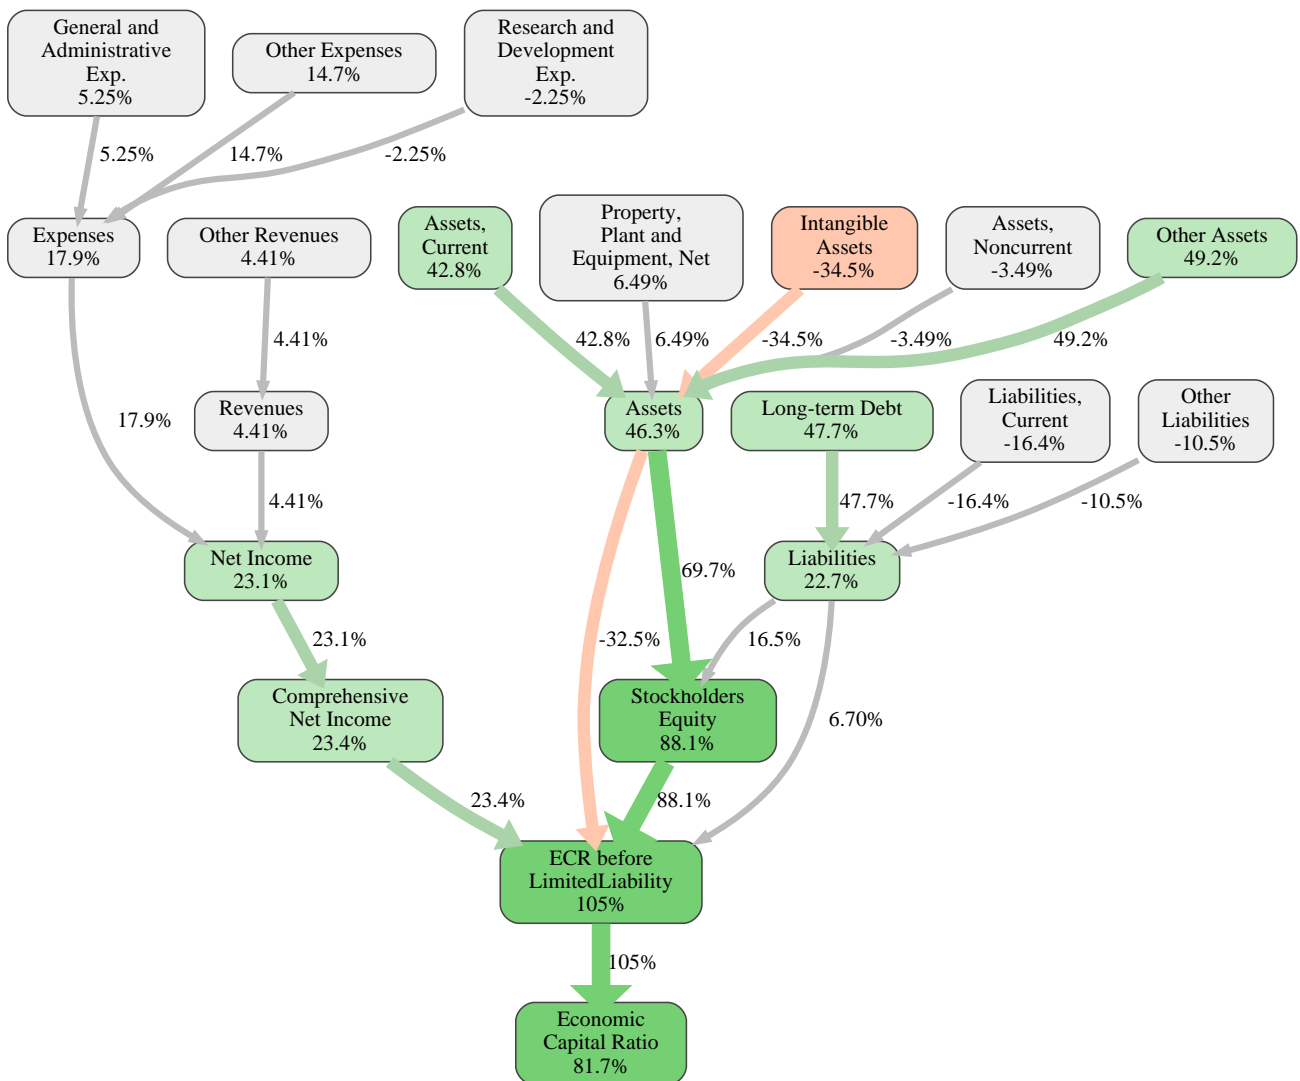 General and
Administrative
Exp.
5.25%
Other Expenses
14.7%
Research and
Development
Exp.
-2.25%
5.25%
14.7%
-2.25%
Expenses
17.9%
Other Revenues
4.41%
Assets,
Current
42.8%
Property,
Plant and
Equipment, Net
6.49%
Intangible
Assets
-34.5%
Assets,
Noncurrent
-3.49%
Other Assets
49.2%
4.41%
42.8%
6.49%
-34.5%
-3.49%
49.2%
17.9%
Revenues
4.41%
Assets
46.3%
Long-term Debt
47.7%
Liabilities,
Current
-16.4%
Other
Liabilities
-10.5%
4.41%
47.7%
-16.4%
-10.5%
Net Income
23.1%
69.7%
Liabilities
22.7%
23.1%
-32.5%
16.5%
Comprehensive
Net Income
23.4%
Stockholders
Equity
88.1%
6.70%
23.4%
88.1%
ECR before
LimitedLiability
105%
105%
Economic
Capital Ratio
81.7%